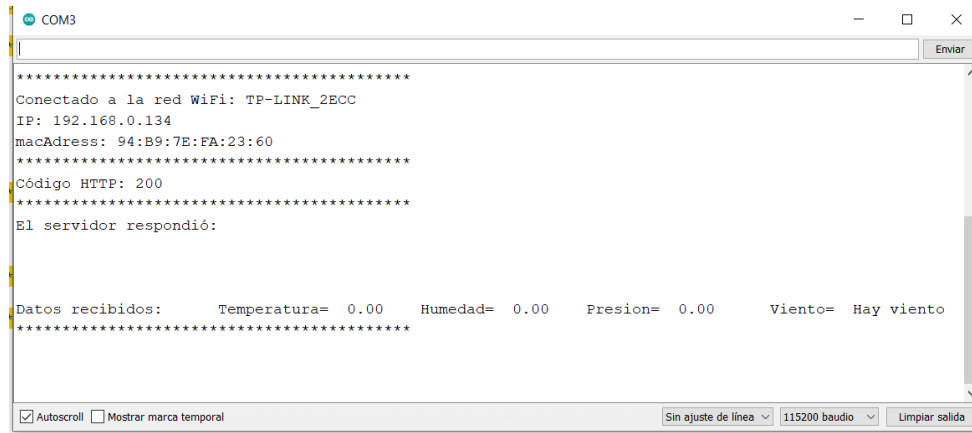 COM3
Enviar
*******************************************
Conectado a la red WiFi: TP-LINK_2ECC
IP: 192.168.0.134
macAdress: 94:B9:7E:FA:23:60
*******************************************
Código HTTP: 200
*******************************************
El servidor respondió:
Datos recibidos: Temperatura= 0.00 Humedad= 0.00 Presion= 0.00 Viento= Hay viento
*******************************************
Autoscroll Mostrar marca temporal Sin ajuste de línea 115200 baudio Limpiar salida